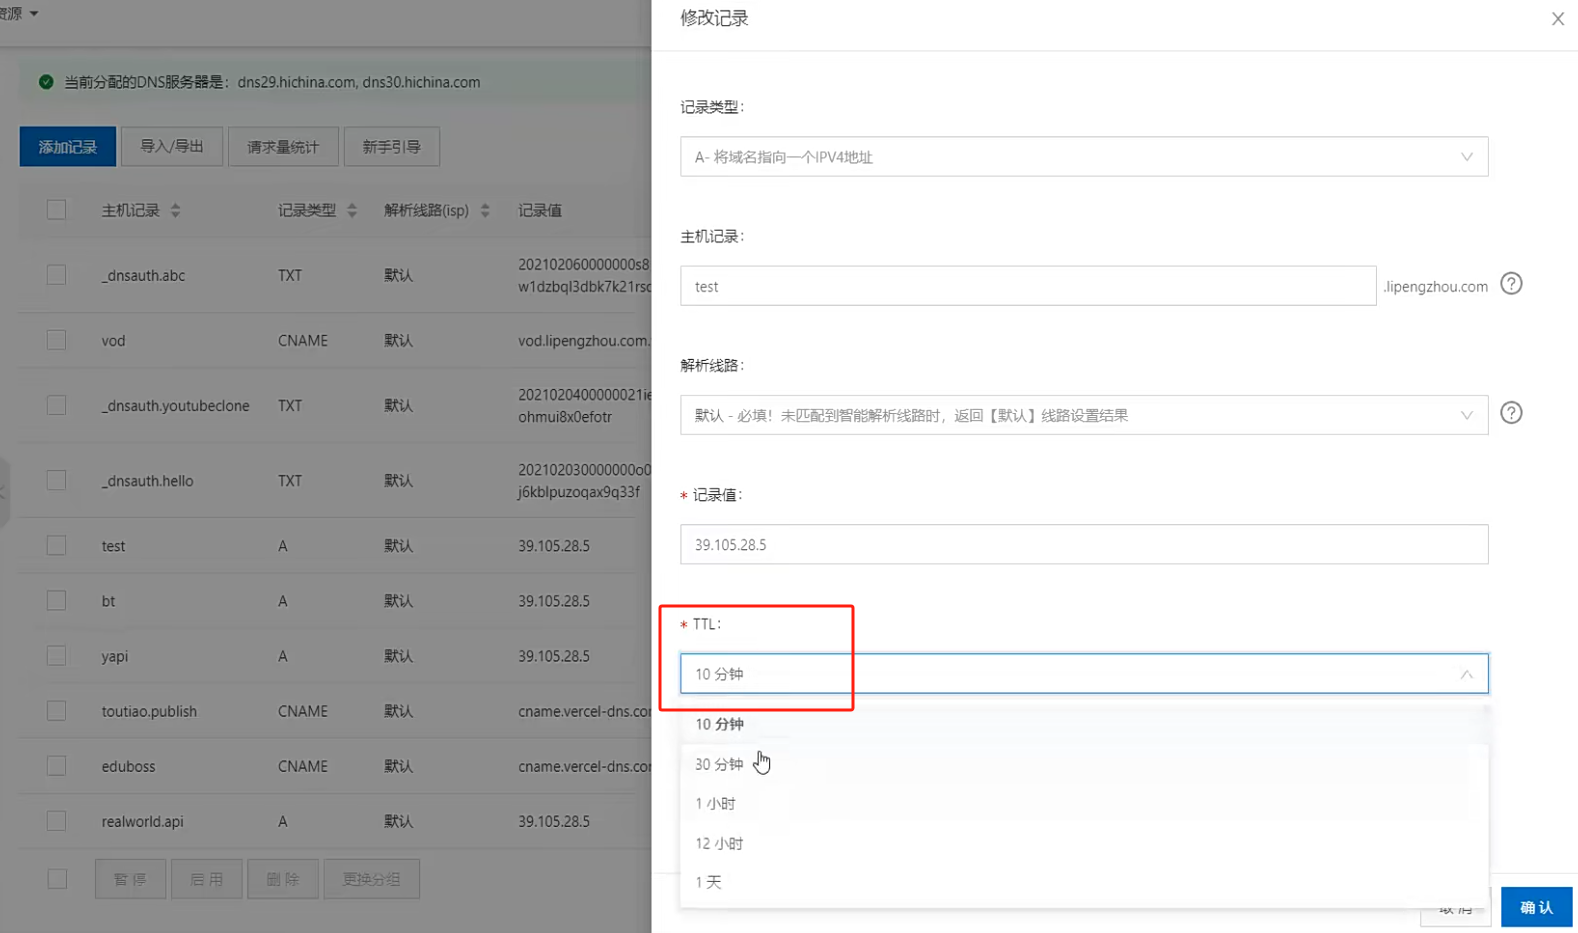 资源
当前分配的DNS服务器是：dns29.hichina.com, dns30.hichina.com
添加记录 导入/导出 请求量统计 新手引导
主机记录 记录类型 解析线路(isp) 记录值
_dnsauth.abc TXT 默认 202102060000000s8
w1dzbql3dbk7k21rsc
vod CNAME 默认 vod.lipengzhou.com.
_dnsauth.youtubeclone TXT 默认 2021020400000021ie
ohmui8x0efotr
_dnsauth.hello TXT 默认 202102030000000o0
j6kblpuzoqax9q33f
test A 默认 39.105.28.5
bt A 默认 39.105.28.5
yapi A 默认 39.105.28.5
toutiao.publish CNAME 默认 cname.vercel-dns.cor
eduboss CNAME 默认 cname.vercel-dns.cor
realworld.api A 默认 39.105.28.5
暂停 启用 删除 更换分组
修改记录
记录类型：
A- 将域名指向一个IPV4地址
主机记录：
test .lipengzhou.com
解析线路：
默认 - 必填！未匹配到智能解析线路时，返回【默认】线路设置结果
* 记录值：
39.105.28.5
* TTL：
10 分钟
10 分钟
30 分钟
1 小时
12 小时
1 天
取消 确认